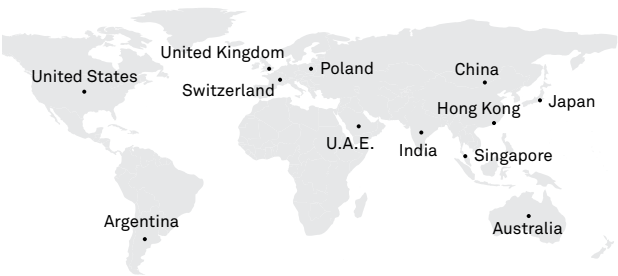 United Kingdom
Poland
United States
Switzerland
China
Hong Kong
Japan
U.A.E.
India
Singapore
Argentina
Australia